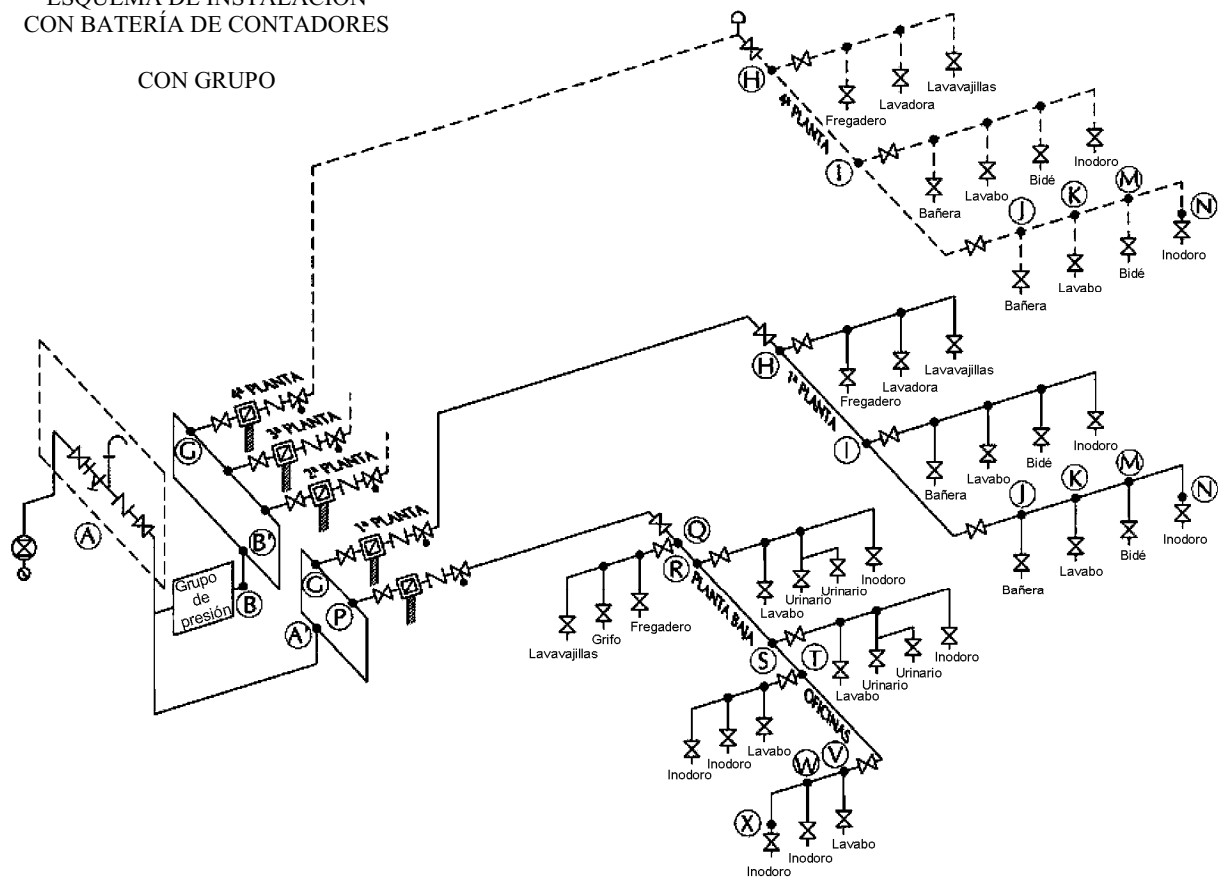 ESQUEMA DE INSTALACIÓN
CON BATERÍA DE CONTADORES
CON GRUPO
H
4ª PLANTA
Fregadero
Lavadora
Lavavajillas
I
Bañera
Lavabo
Bidé
Inodoro
J
K
M
N
Bañera
Lavabo
Bidé
Inodoro
4ª PLANTA
G
3ª PLANTA
2ª PLANTA
A
B'
Grupo
de
presión
B
1ª PLANTA
G
P
A'
H
1ª PLANTA
Fregadero
Lavadora
Lavavajillas
I
Bañera
Lavabo
Bidé
Inodoro
J
K
M
N
Bañera
Lavabo
Bidé
Inodoro
Q
R
PLANTA BAJA
Lavavajillas
Grifo
Fregadero
Lavabo
Urinario
Urinario
Inodoro
S
T
Lavabo
Urinario
Urinario
Inodoro
OFICINAS
Inodoro
Inodoro
Lavabo
V
W
X
Inodoro
Inodoro
Lavabo